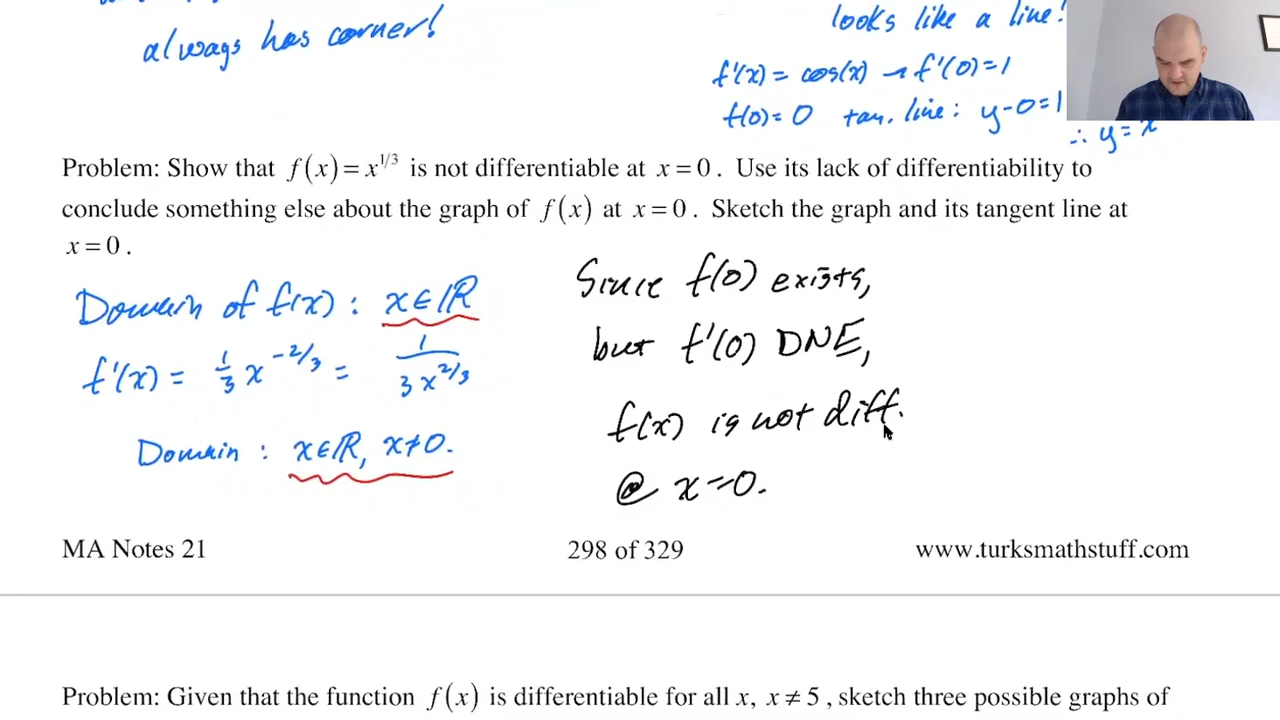 always has corner!
looks like a line!
f'(x) = cos(x) → f'(0) = 1
f(0) = 0 tan. line: y-0=1
∴ y = x
Problem: Show that f(x) = x^{1/3} is not differentiable at x = 0. Use its lack of differentiability to
conclude something else about the graph of f(x) at x = 0. Sketch the graph and its tangent line at
x = 0.
Domain of f(x): x∈ℝ
f'(x) = 1/3 x^{-2/3} = 1/(3x^{2/3})
Domain: x∈ℝ, x≠0.
Since f(0) exists,
but f'(0) DNE,
f(x) is not diff.
@ x=0.
MA Notes 21
298 of 329
www.turksmathstuff.com
Problem: Given that the function f(x) is differentiable for all x, x ≠ 5, sketch three possible graphs of